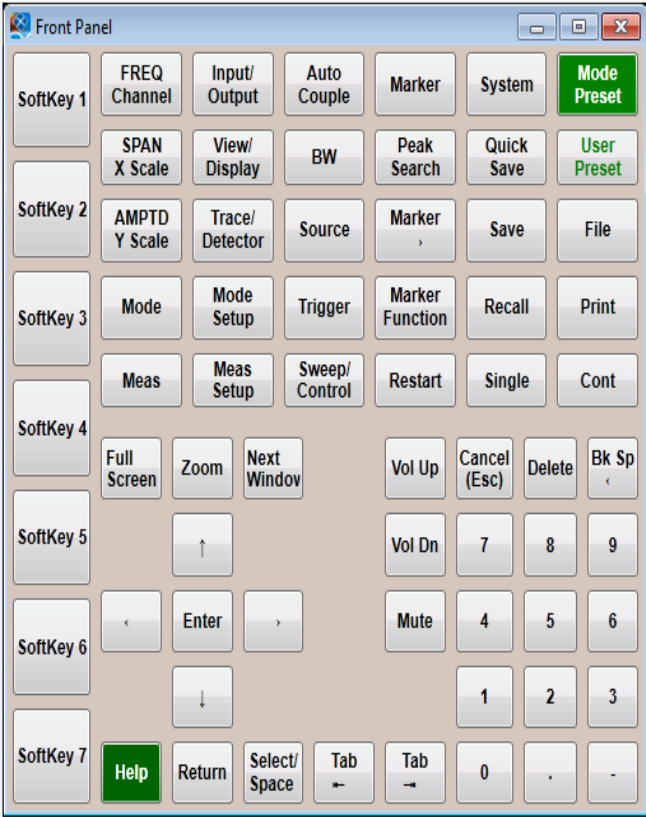 Front Panel
SoftKey 1
FREQ
Channel
Input/
Output
Auto
Couple
Marker
System
Mode
Preset
SPAN
X Scale
View/
Display
BW
Peak
Search
Quick
Save
User
Preset
SoftKey 2
AMPTD
Y Scale
Trace/
Detector
Source
Marker
›
Save
File
SoftKey 3
Mode
Mode
Setup
Trigger
Marker
Function
Recall
Print
Meas
Meas
Setup
Sweep/
Control
Restart
Single
Cont
SoftKey 4
Full
Screen
Zoom
Next
Windov
Vol Up
Cancel
(Esc)
Delete
Bk Sp
‹
SoftKey 5
↑
Vol Dn
7
8
9
SoftKey 6
‹
Enter
›
Mute
4
5
6
↓
1
2
3
SoftKey 7
Help
Return
Select/
Space
Tab
⇤
Tab
⇥
0
.
-